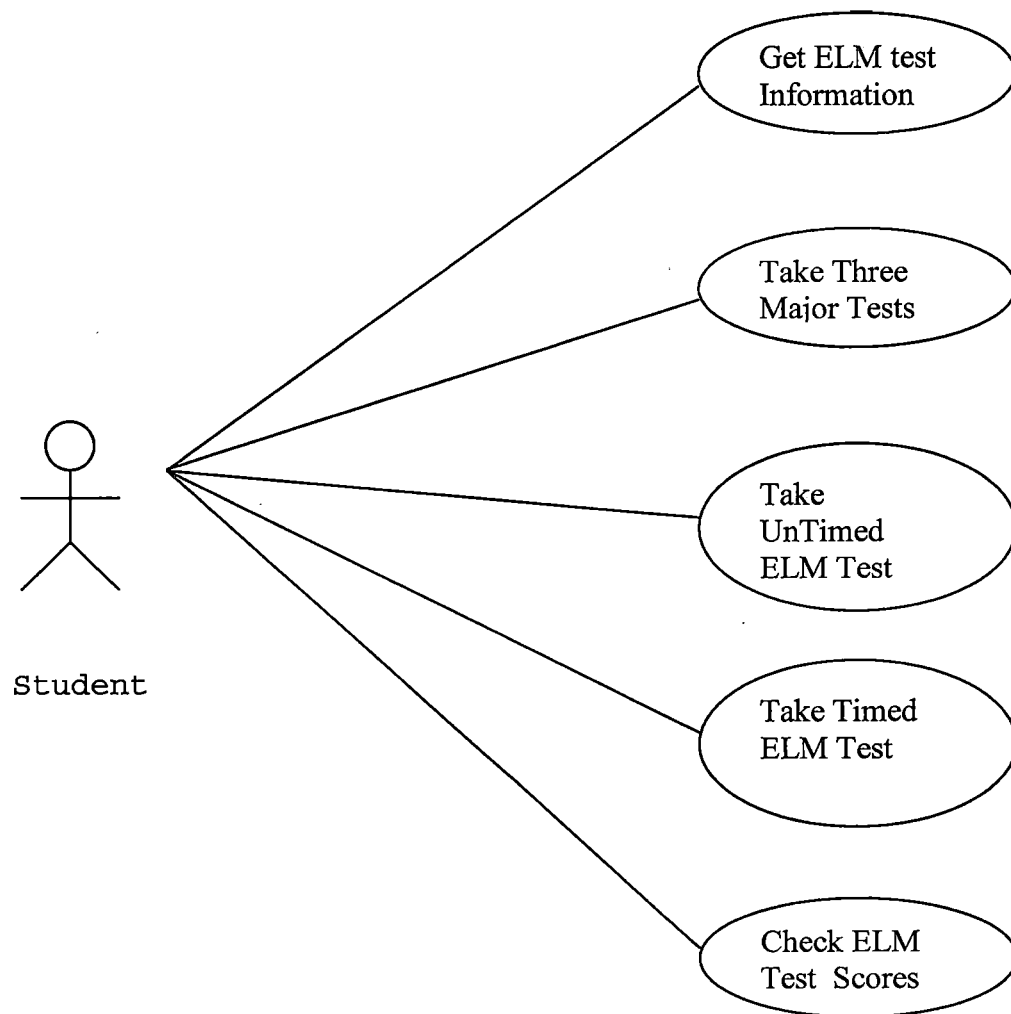 Get ELM test
Information
Take Three
Major Tests
Take
UnTimed
ELM Test
Student
Take Timed
ELM Test
Check ELM
Test Scores